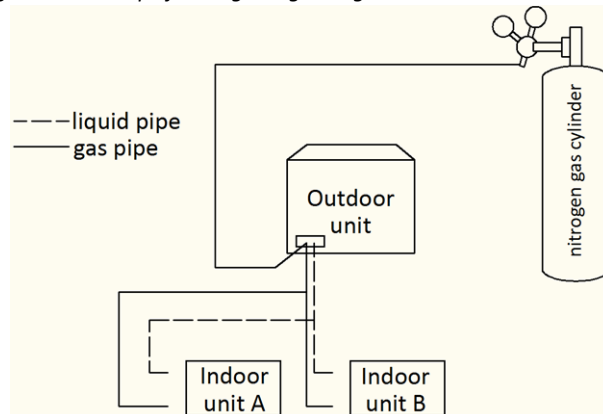 liquid pipe
gas pipe
Outdoor
unit
nitrogen gas cylinder
Indoor
unit A
Indoor
unit B